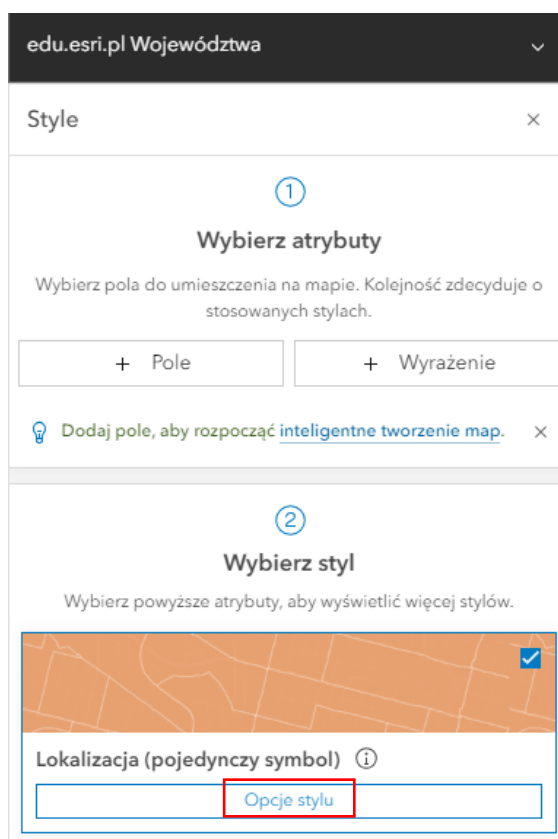 edu.esri.pl Województwa
Style
1
Wybierz atrybuty
Wybierz pola do umieszczenia na mapie. Kolejność zdecyduje o
stosowanych stylach.
+ Pole
+ Wyrażenie
Dodaj pole, aby rozpocząć inteligentne tworzenie map.
2
Wybierz styl
Wybierz powyższe atrybuty, aby wyświetlić więcej stylów.
Lokalizacja (pojedynczy symbol)
Opcje stylu